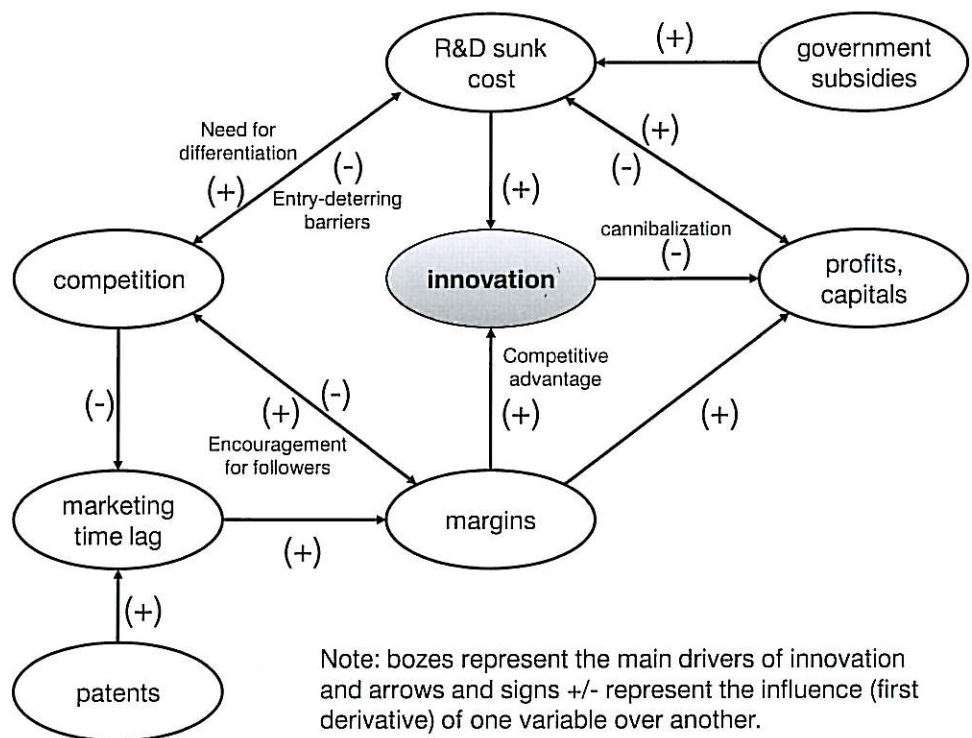 R&D sunk
cost
(+)
government
subsidies
Need for
differentiation
(+)
(-)
Entry-deterring
barriers
(+)
(+)
(-)
cannibalization
(-)
competition
innovation
profits,
capitals
(-)
(+)
(-)
Encouragement
for followers
Competitive
advantage
(+)
(+)
marketing
time lag
(+)
margins
(+)
patents
Note: bozes represent the main drivers of innovation
and arrows and signs +/- represent the influence (first
derivative) of one variable over another.